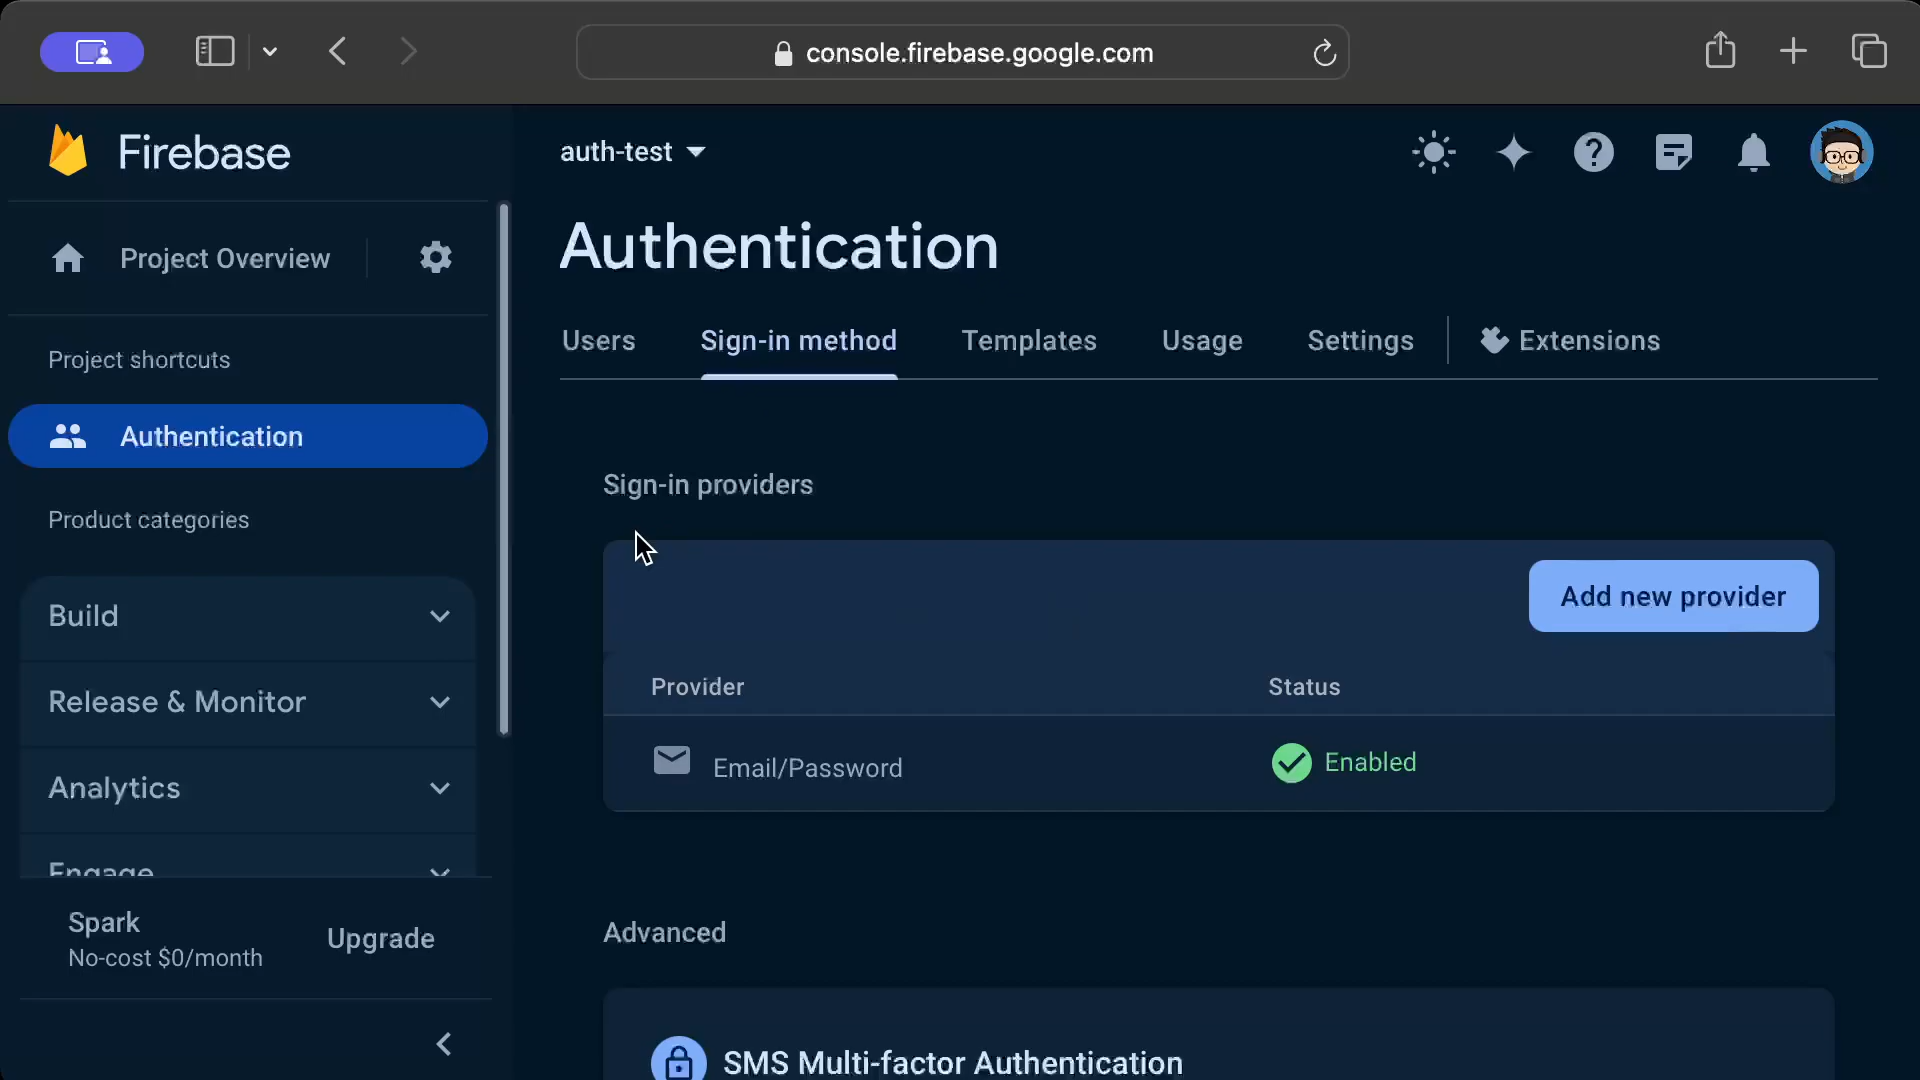 console.firebase.google.com
Firebase
auth-test
Project Overview
Authentication
Users
Sign-in method
Templates
Usage
Settings
Extensions
Project shortcuts
Authentication
Product categories
Build
Release & Monitor
Analytics
Engage
Spark
No-cost $0/month
Upgrade
Sign-in providers
Add new provider
Provider
Status
Email/Password
Enabled
Advanced
SMS Multi-factor Authentication